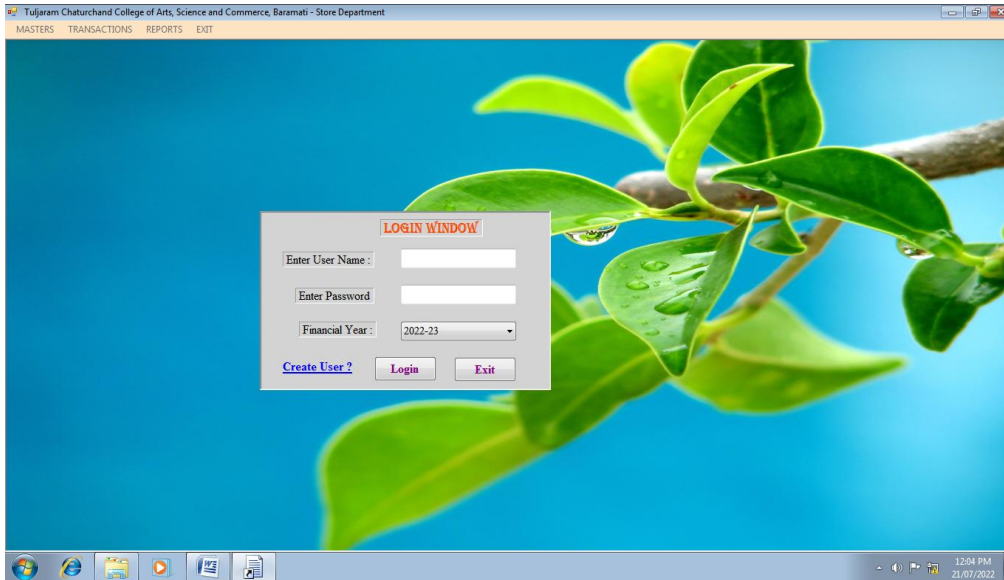 Tuljaram Chaturchand College of Arts, Science and Commerce, Baramati - Store Department
MASTERS TRANSACTIONS REPORTS EXIT
LOGIN WINDOW
Enter User Name :
Enter Password
Financial Year : 2022-23
Create User ? Login Exit
12:04 PM
21/07/2022